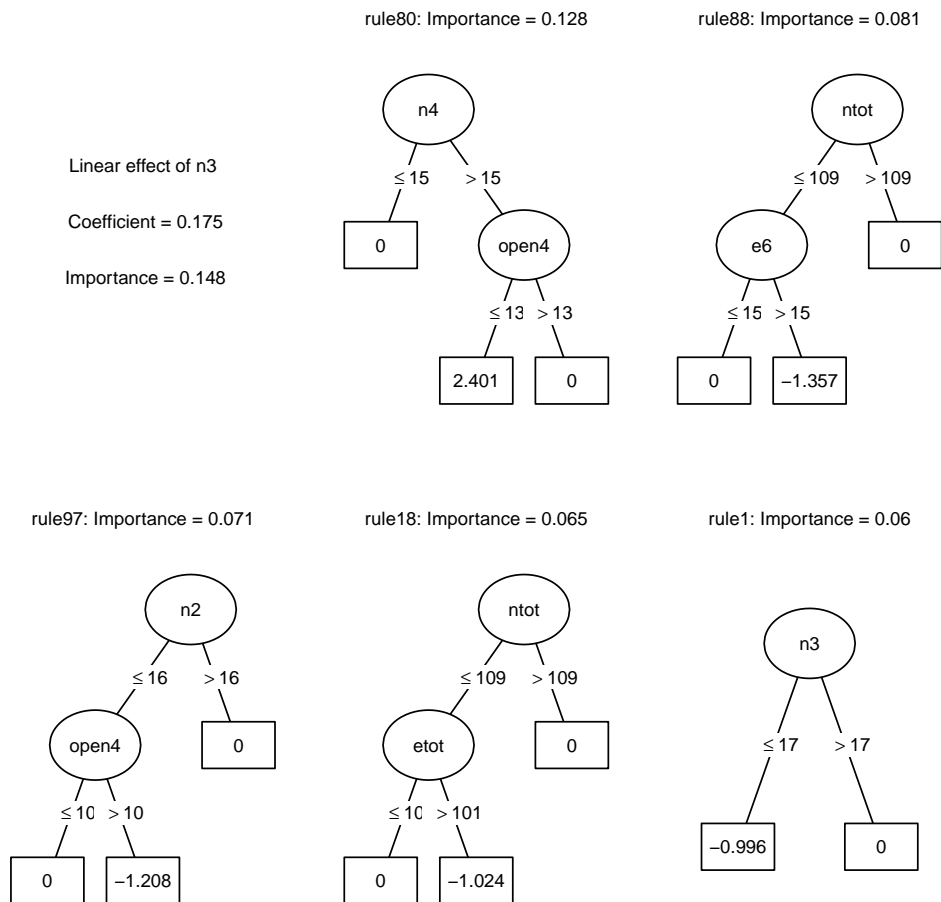 rule80: Importance = 0.128
rule88: Importance = 0.081
Linear effect of n3
Coefficient = 0.175
Importance = 0.148
n4
≤ 15
> 15
0
open4
≤ 13
> 13
2.401
0
ntot
≤ 109
> 109
e6
0
≤ 15
> 15
0
−1.357
rule97: Importance = 0.071
rule18: Importance = 0.065
rule1: Importance = 0.06
n2
≤ 16
> 16
open4
0
≤ 10
> 10
0
−1.208
ntot
≤ 109
> 109
etot
0
≤ 10
> 101
0
−1.024
n3
≤ 17
> 17
−0.996
0